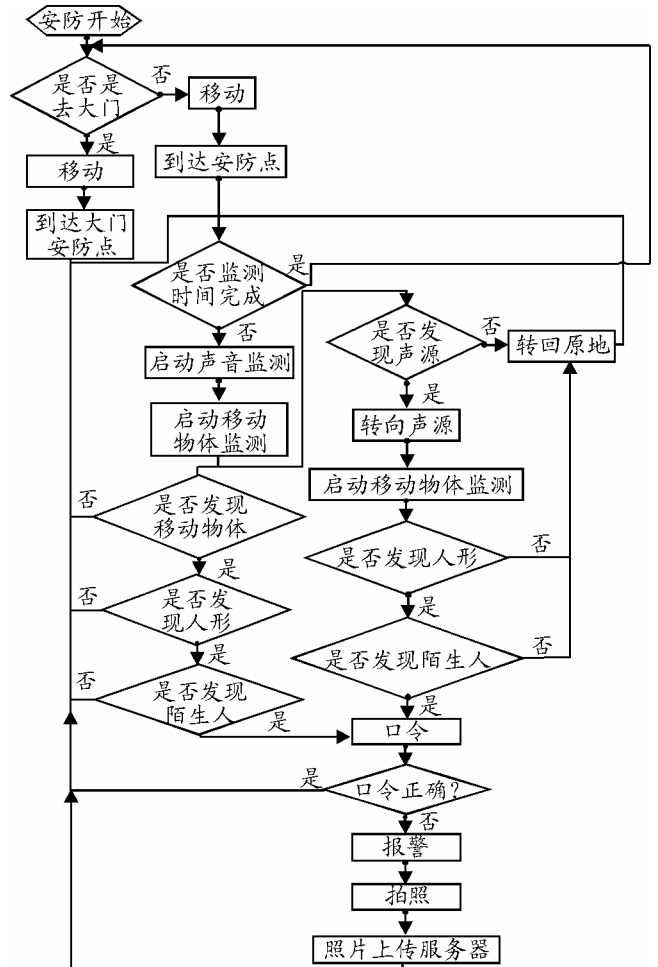 安防开始
是否是
去大门
否
移动
是
移动
到达安防点
到达大门
安防点
是否监测
时间完成
是
否
是否发
现声源
否
转回原地
启动声音监测
是
启动移动
物体监测
转向声源
启动移动物体监测
否
是否发现
移动物体
是否发现人形
否
是
否
是否发
现人形
是
是
是否发现陌生人
否
否
是否发现
陌生人
是
是
口令
是
口令正确?
否
报警
拍照
照片上传服务器